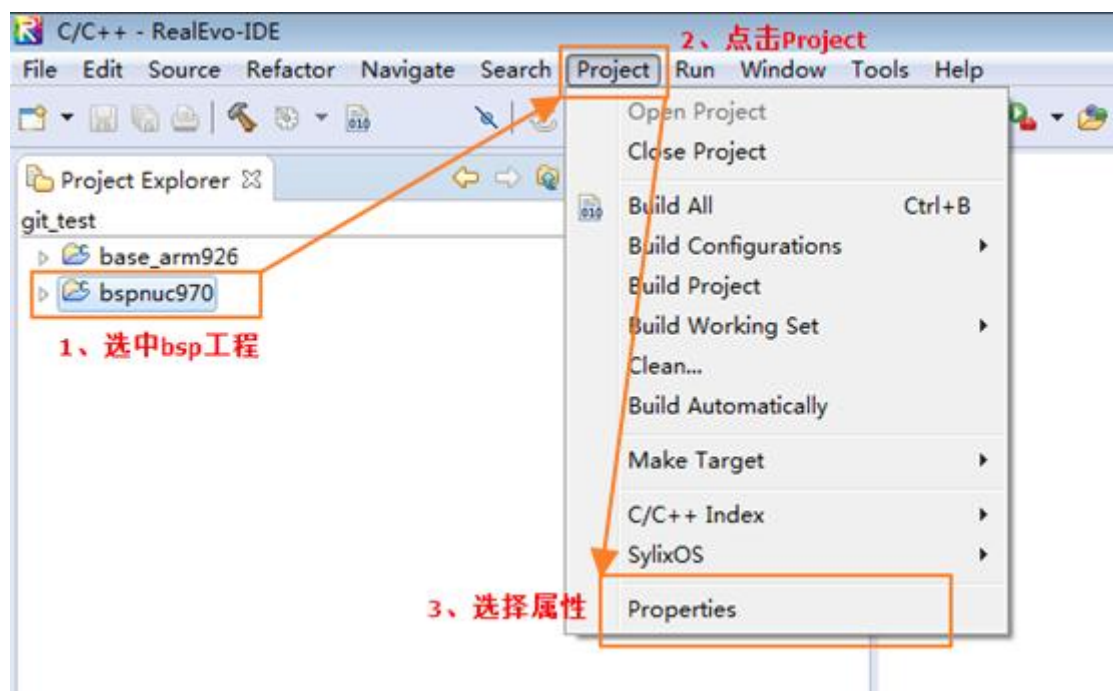 C/C++ - RealEvo-IDE
2、点击Project
File Edit Source Refactor Navigate Search Project Run Window Tools Help
Open Project
Close Project
Project Explorer
git_test
Build All Ctrl+B
base_arm926
Build Configurations
bspnuc970
Build Project
1、选中bsp工程
Build Working Set
Clean...
Build Automatically
Make Target
C/C++ Index
SylixOS
3、选择属性
Properties